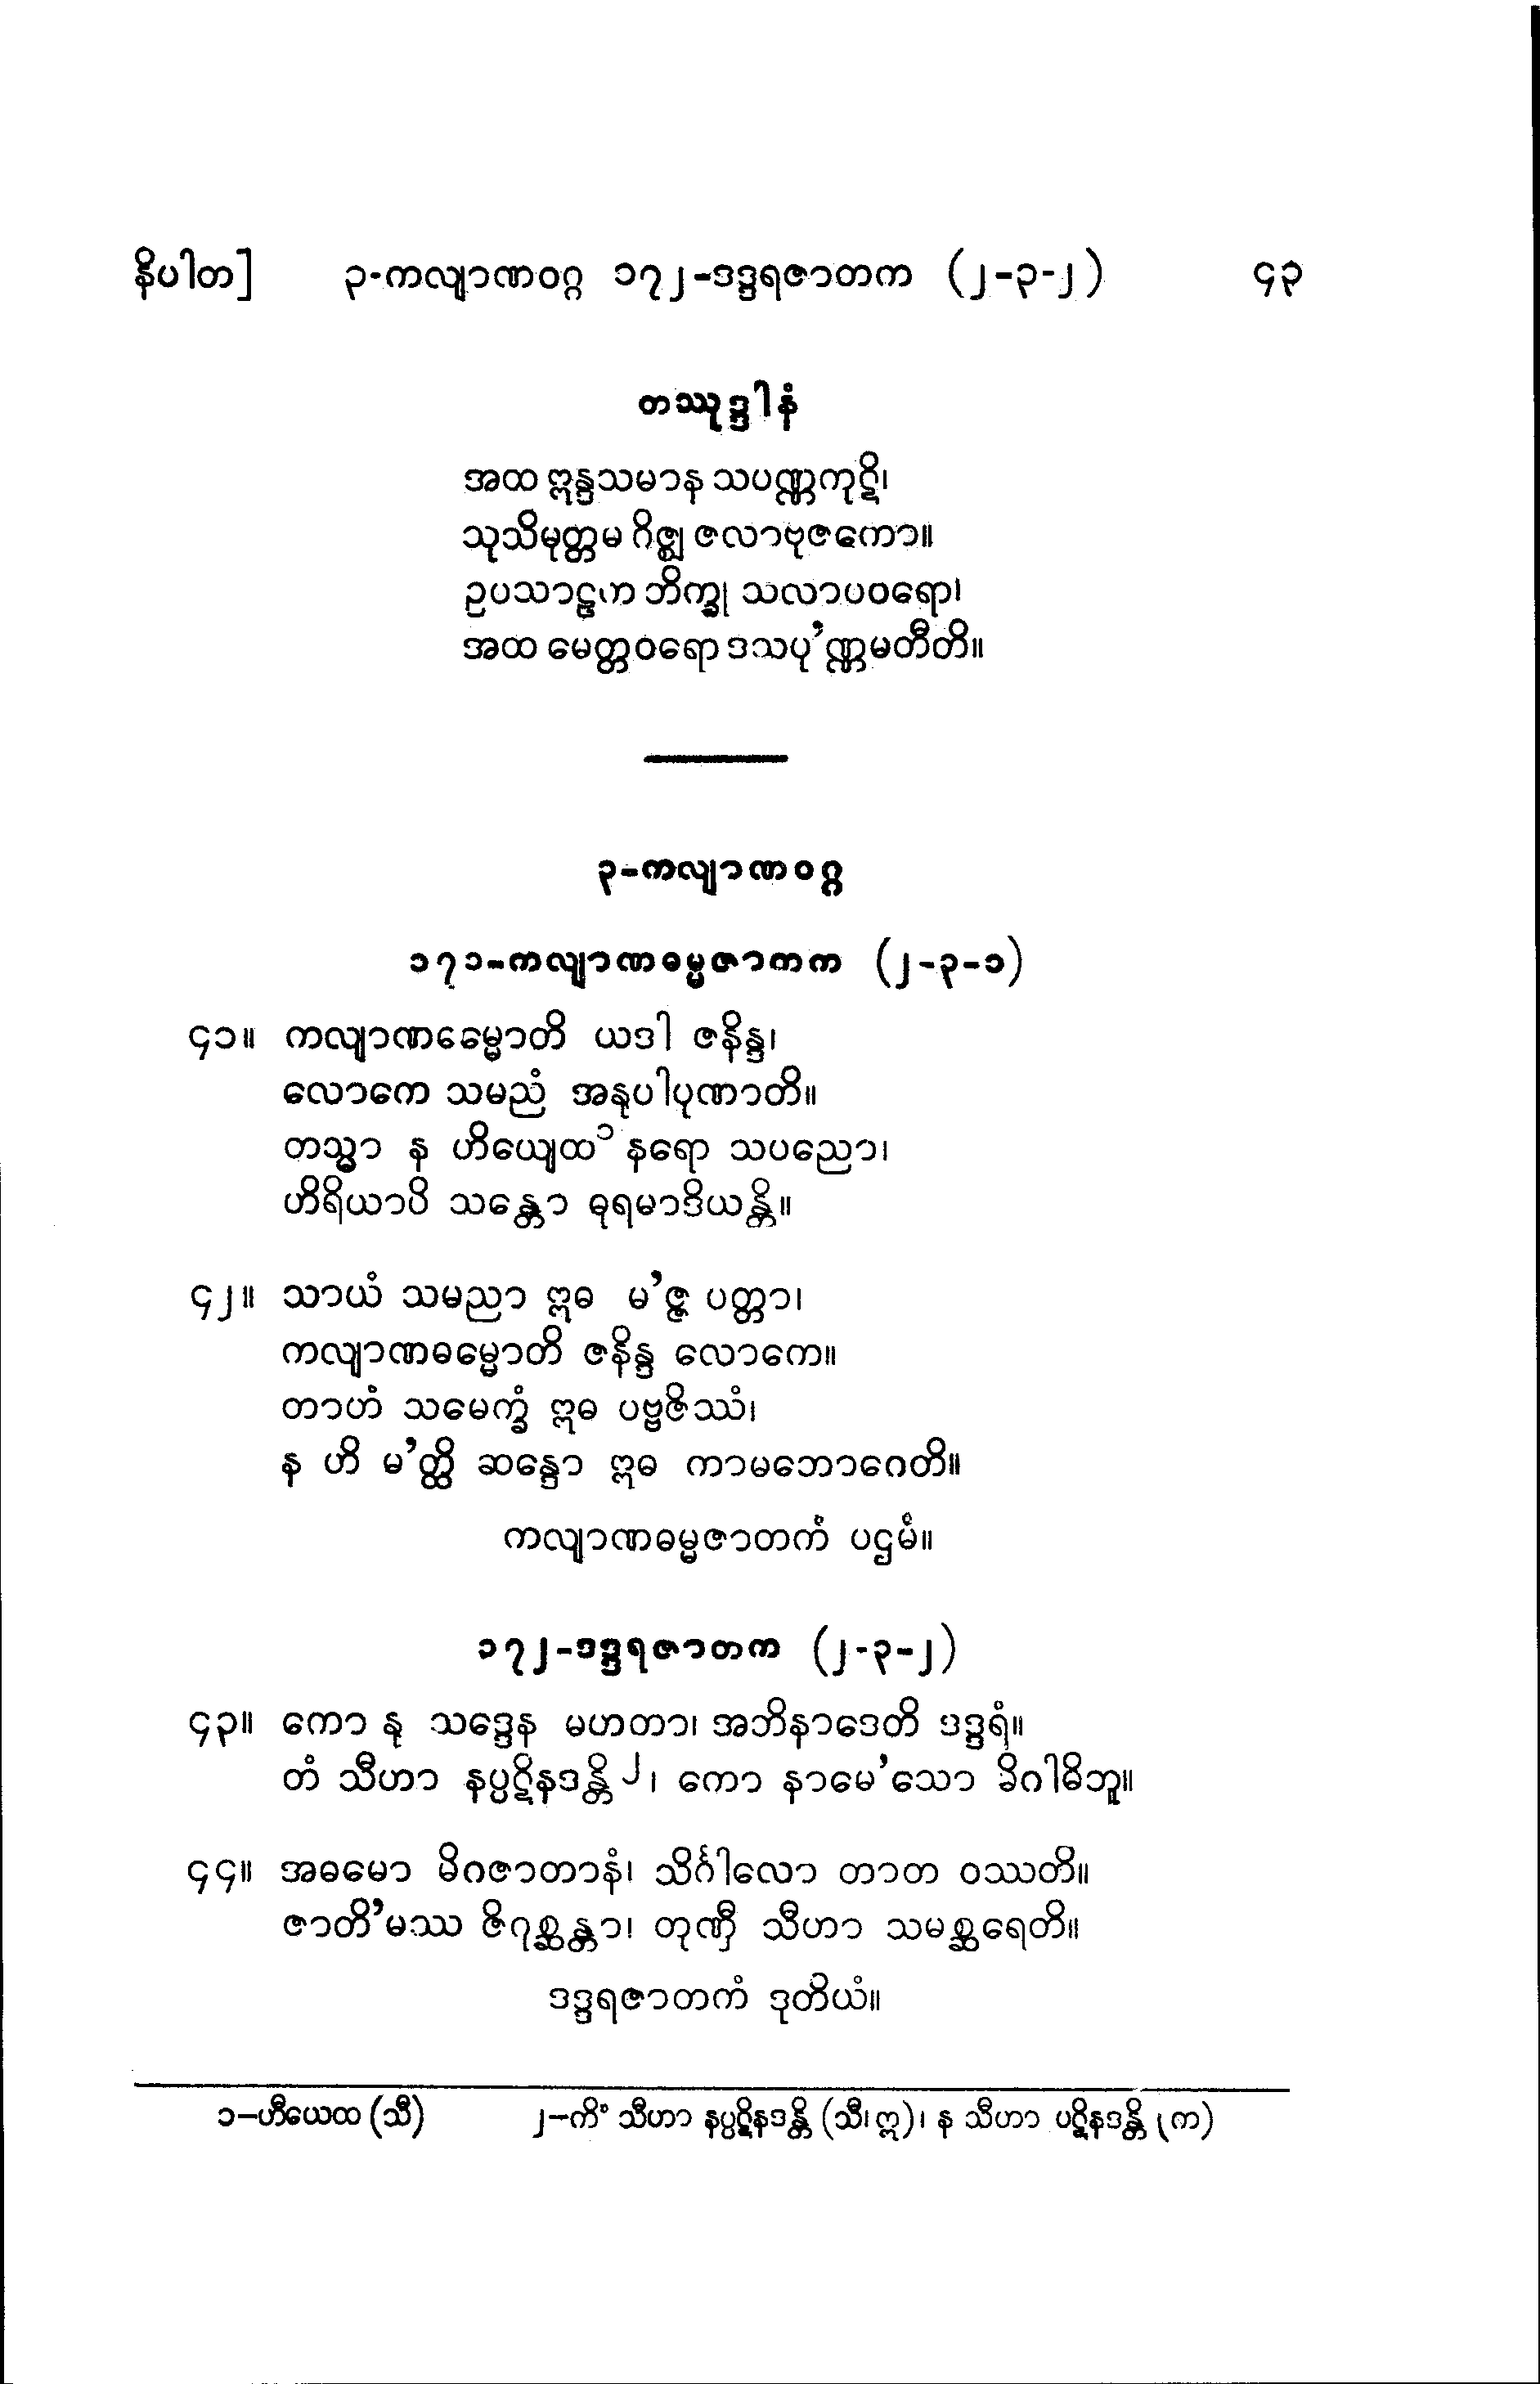 နိပါတ] ၃-ကလျာဏဝဂ္ဂ ၁၇၂-ဒဒ္ဒရဇာတက (၂-၃-၂) ၄၃
တဿုဒ္ဒါနံ
အထ ဣန္ဒသမာန သပဏ္ဏကုဋိ၊
သုသိမုတ္တမ ဂိဇ္ဈ ဇလာဗုဇကော။
ဥပသာဠှက ဘိက္ခု သလာပဝရော၊
အထ မေတ္တဝရော ဒသပု’ဏ္ဏမတီတိ။
၃-ကလျာဏဝဂ္ဂ
၁၇၁-ကလျာဏဓမ္မဇာတက (၂-၃-၁)
၄၁။ ကလျာဏဓမ္မောတိ ယဒါ ဇနိန္ဒ၊
လောကေ သမညံ အနုပါပုဏာတိ။
တသ္မာ န ဟိယျေထ ၁ နရော သပညော၊
ဟိရိယာပိ သန္တော ဓုရမာဒိယန္တိ။
၄၂။ သာယံ သမညာ ဣဓ မ’ဇ္ဇ ပတ္တာ၊
ကလျာဏဓမ္မောတိ ဇနိန္ဒ လောကေ။
တာဟံ သမေက္ခံ ဣဓ ပဗ္ဗဇိဿံ၊
န ဟိ မ’တ္ထိ ဆန္ဒော ဣဓ ကာမဘောဂေတိ။
ကလျာဏဓမ္မဇာတကံ ပဌမံ။
၁၇၂-ဒဒ္ဒရဇာတက (၂-၃-၂)
၄၃။ ကော နု သဒ္ဒေန မဟတာ၊ အဘိနာဒေတိ ဒဒ္ဒရံ။
တံ သီဟာ နပ္ပဋိနဒန္တိ ၂၊ ကော နာမေ’သော မိဂါဓိဘူ။
၄၄။ အဓမော မိဂဇာတာနံ၊ သိင်္ဂါလော တာတ ဝဿတိ။
ဇာတိ’မဿ ဇိဂုစ္ဆန္တာ၊ တုဏှီ သီဟာ သမစ္ဆရေတိ။
ဒဒ္ဒရဇာတကံ ဒုတိယံ။
၁–ဟီယေထ (သီ) ၂–ကိံ သီဟာ နပ္ပဋိနဒန္တိ (သီ၊ဣ)၊ န သီဟာ ပဋိနဒန္တိ (က)